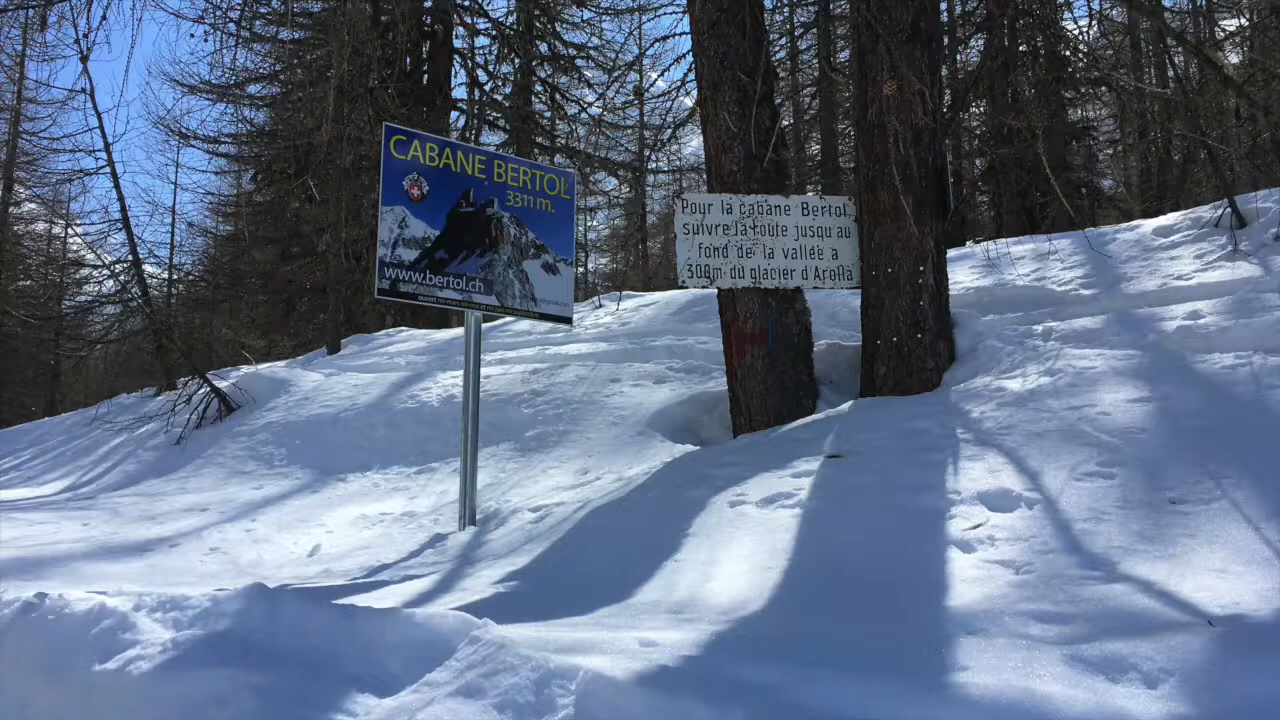 CABANE BERTOL
3311 m.
www.bertol.ch
Pour la cabane Bertol,
suivre la route jusqu'au
fond de la vallée à
300m du glacier d'Arolla